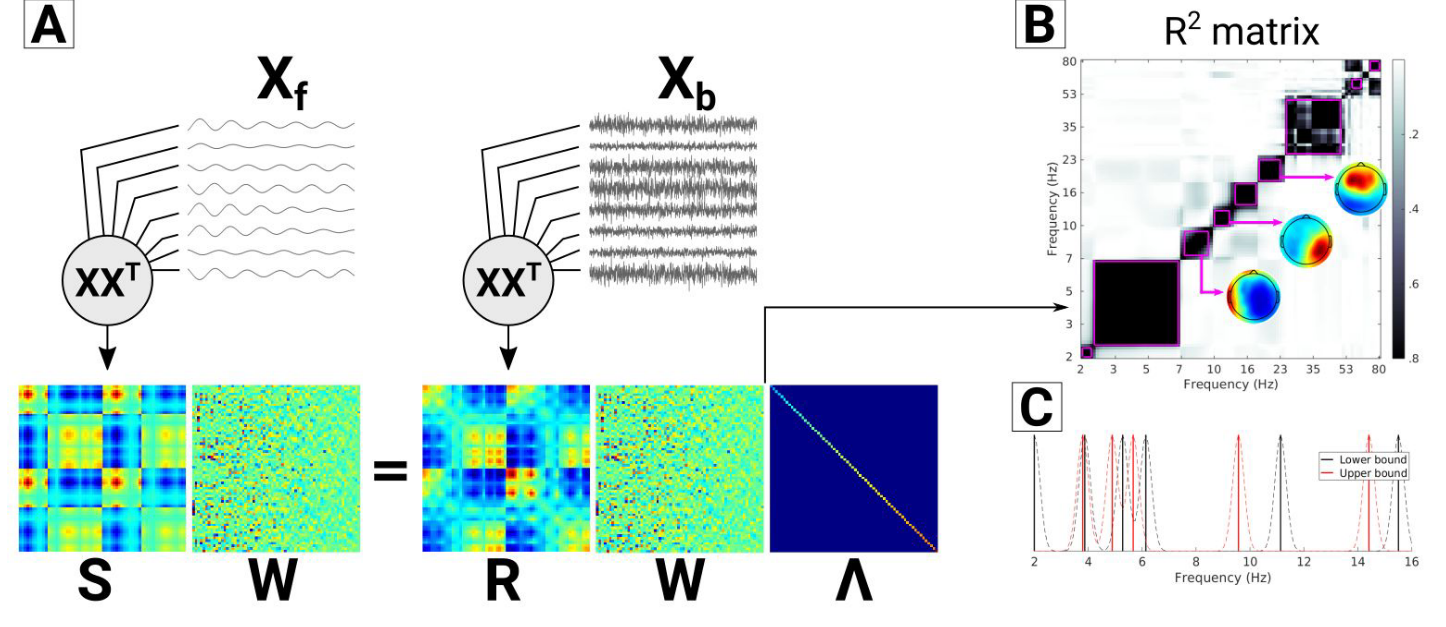 A
X_f
X_b
XX^T
XX^T
=
S
W
R
W
Λ
B
R² matrix
Frequency (Hz)
80
53
35
23
16
10
7
5
3
2
2 3 5 7 10 16 23 35 53 80
Frequency (Hz)
.2
.4
.6
.8
C
Lower bound
Upper bound
2 4 6 8 10 12 14 16
Frequency (Hz)